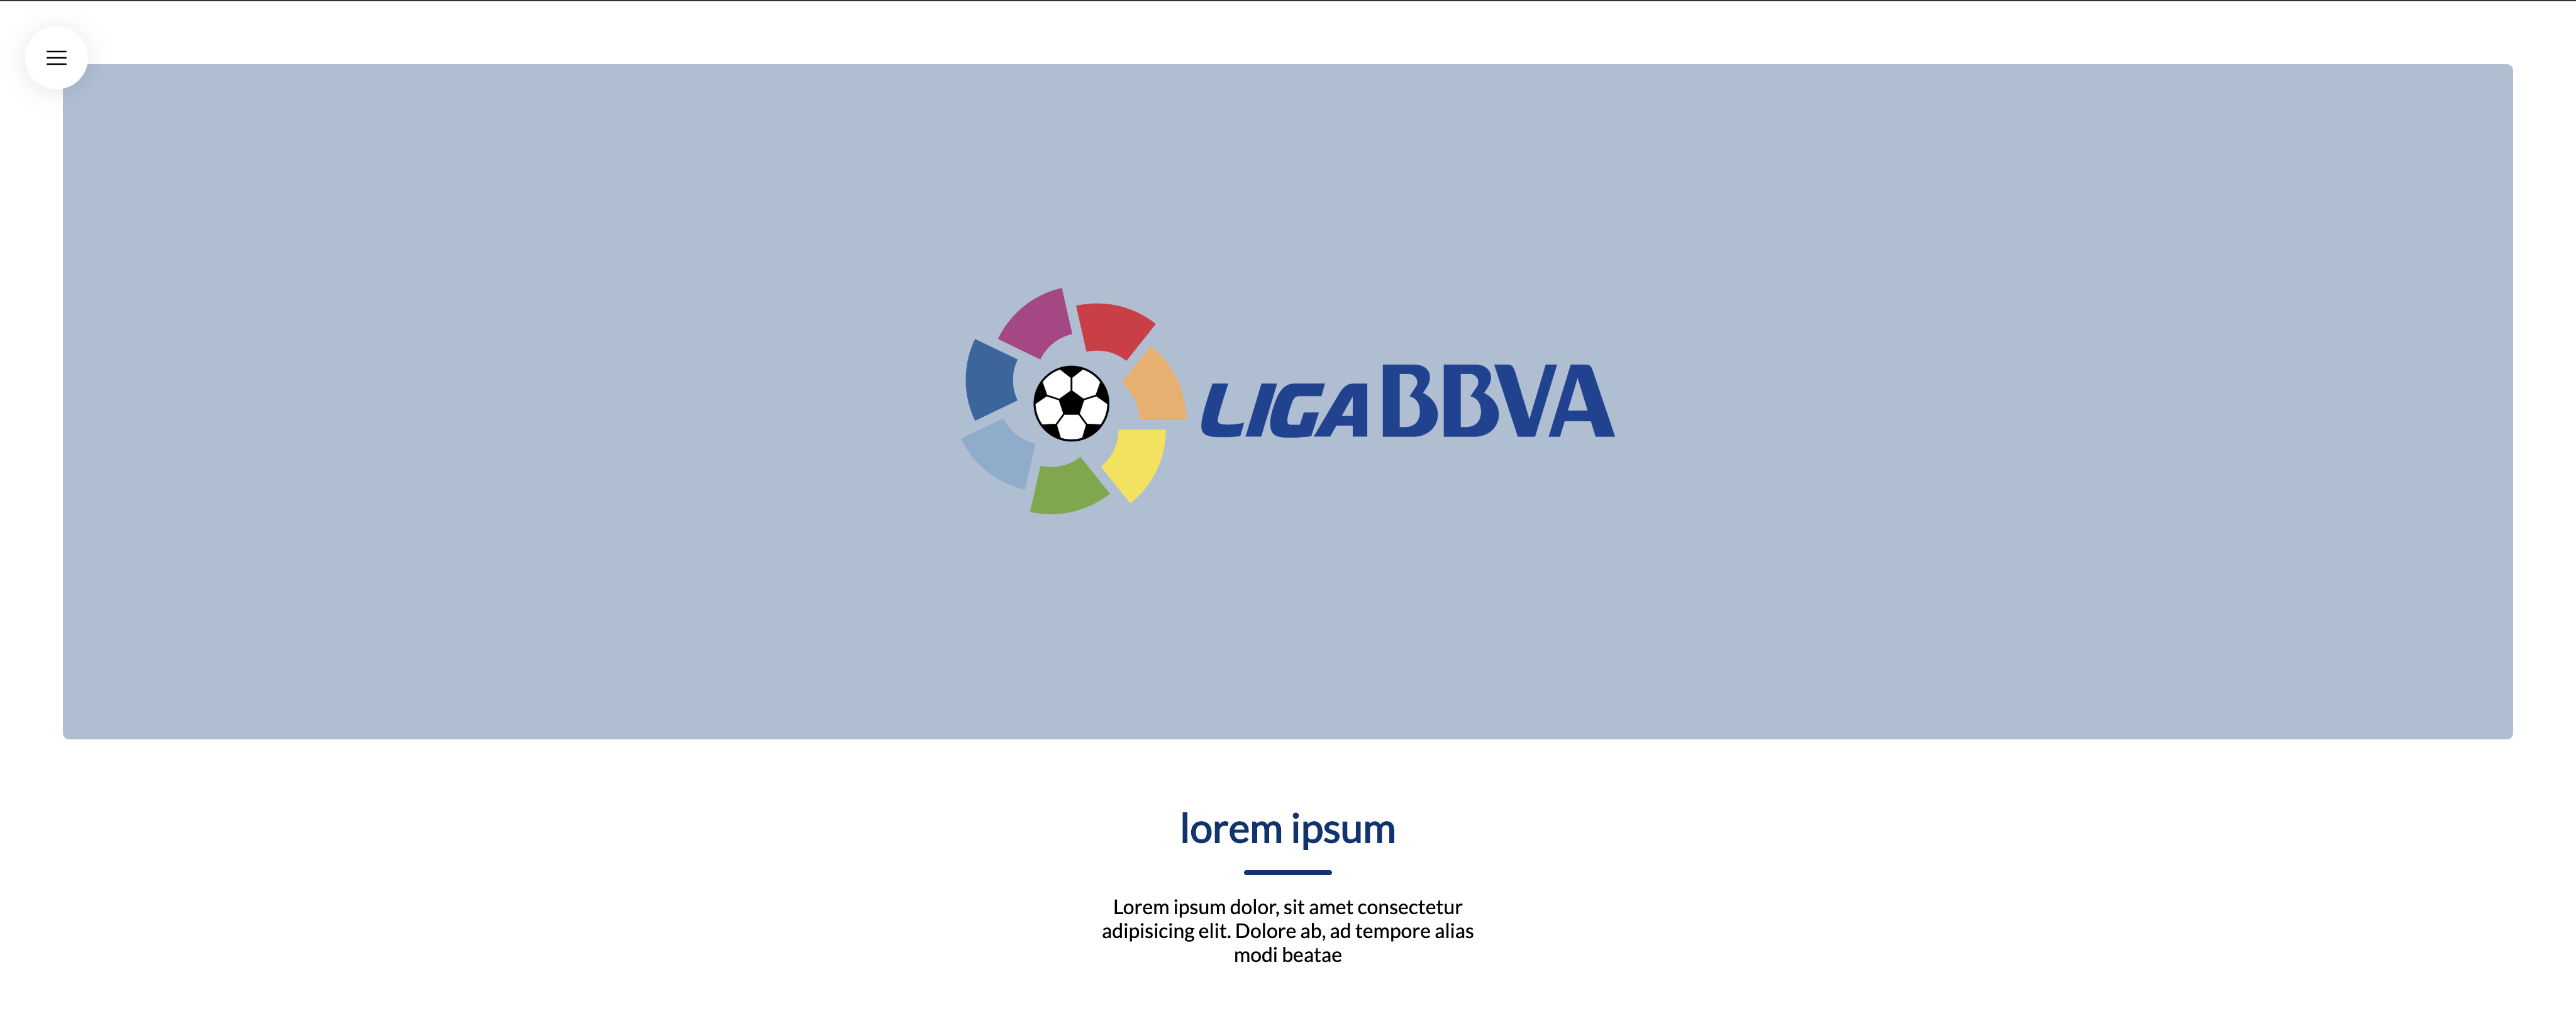 LIGA BBVA
lorem ipsum
Lorem ipsum dolor, sit amet consectetur
adipisicing elit. Dolore ab, ad tempore alias
modi beatae